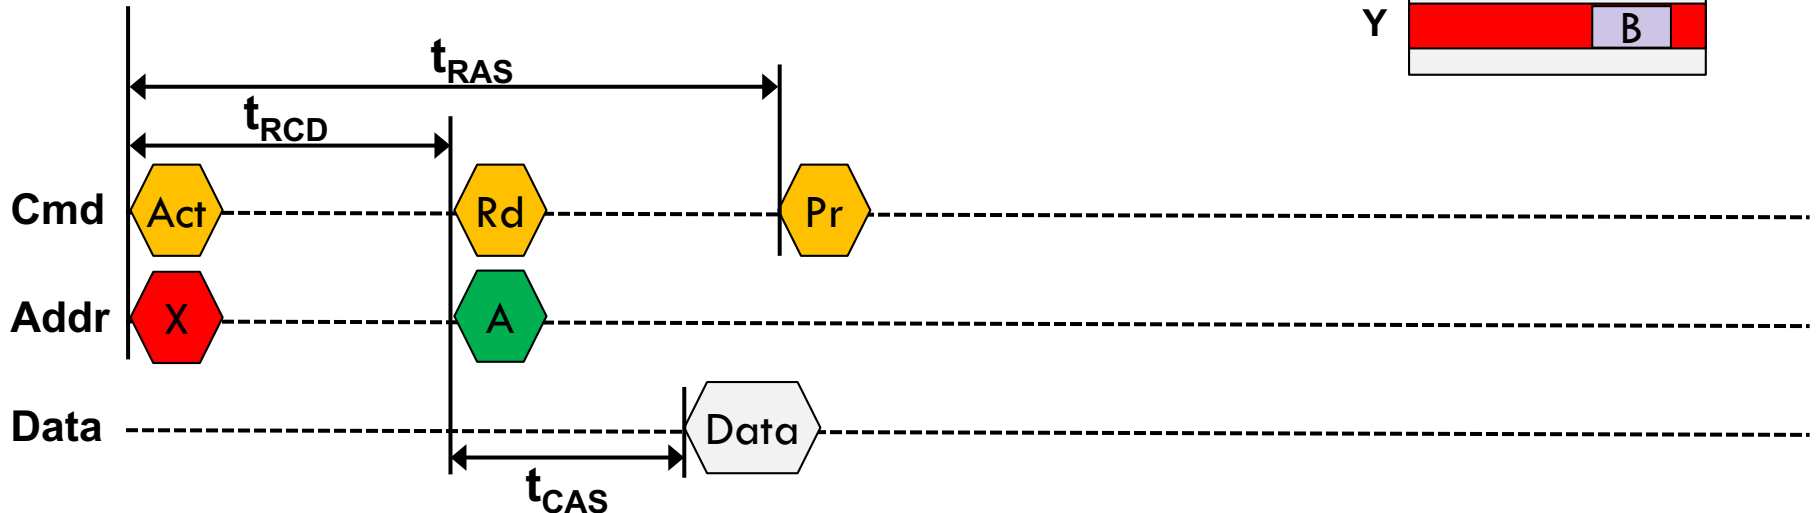 Y B
tRAS
tRCD
Cmd Act Rd Pr
Addr X A
Data Data
tCAS